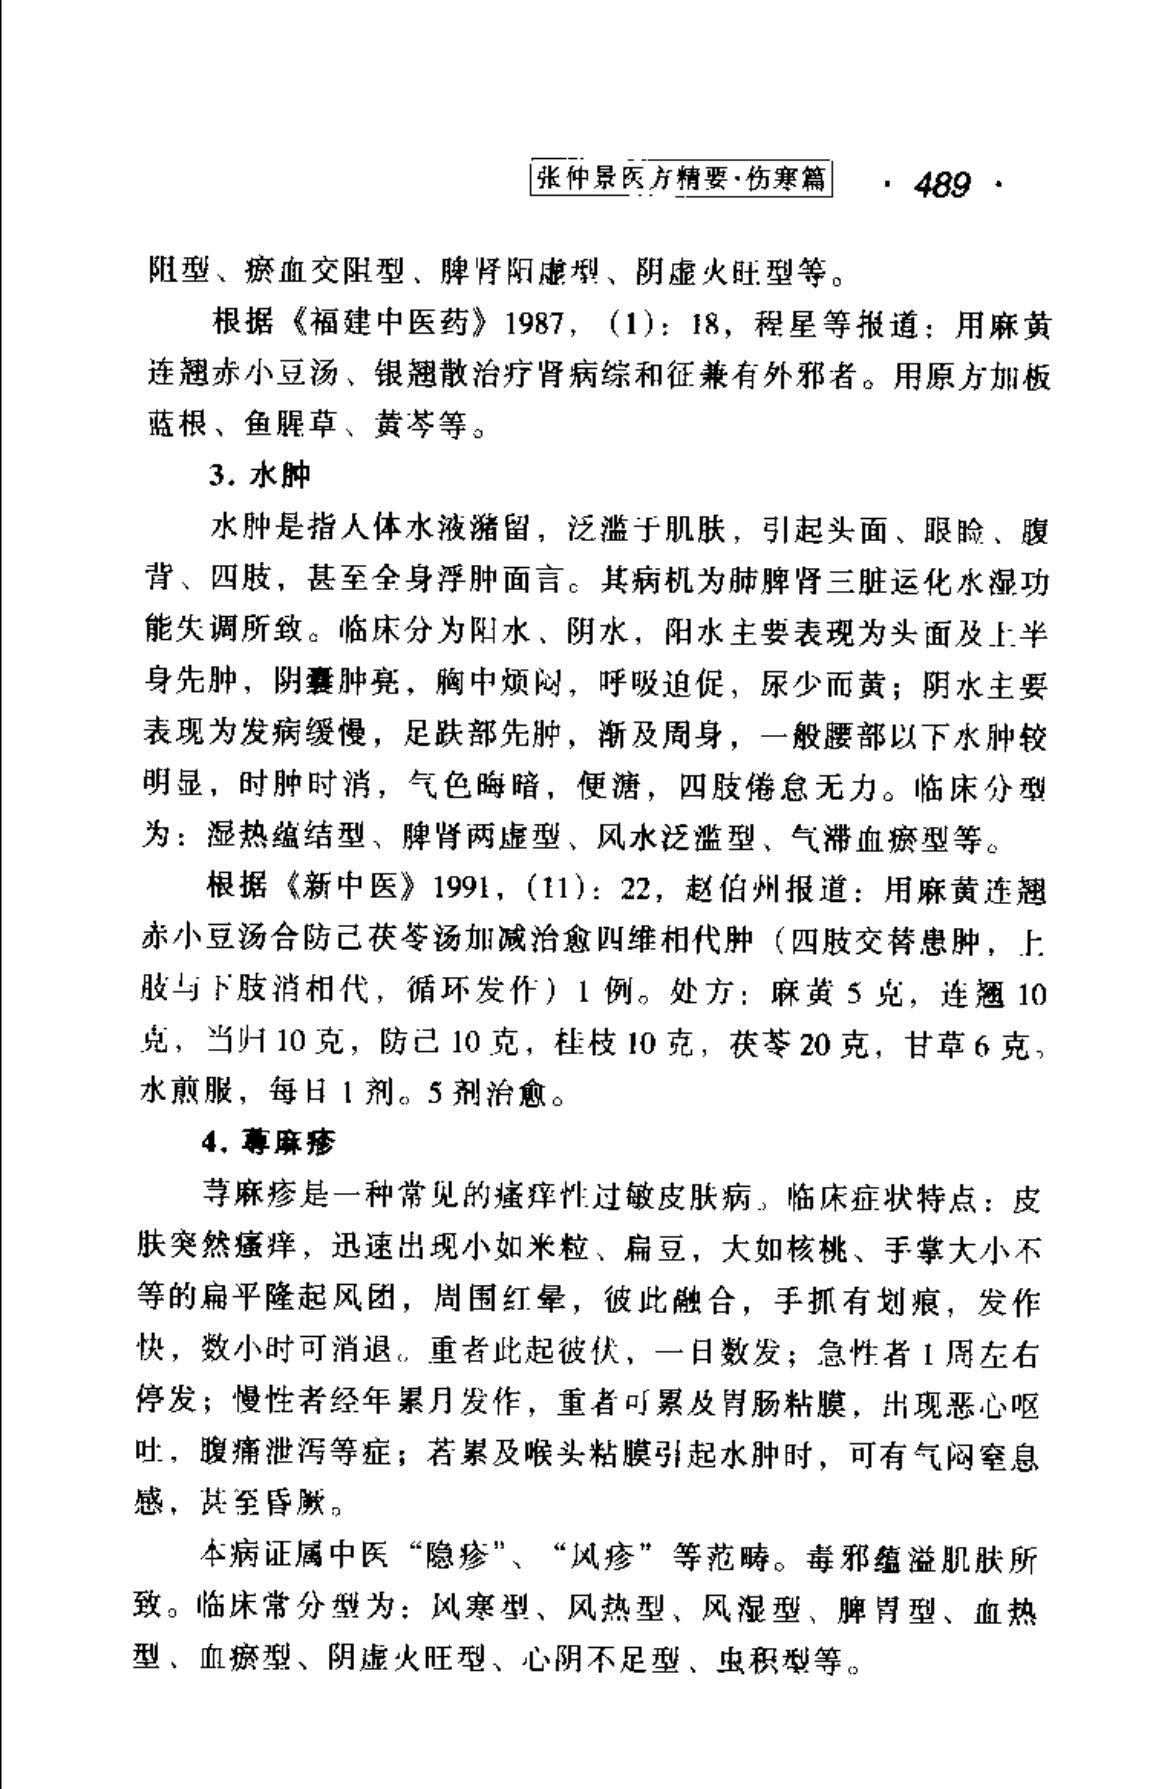 张仲景医方精要·伤寒篇 · 489 ·
阻型、瘀血交阻型、脾肾阳虚型、阴虚火旺型等。
根据《福建中医药》1987，（1）：18，程星等报道：用麻黄
连翘赤小豆汤、银翘散治疗肾病综和征兼有外邪者。用原方加板
蓝根、鱼腥草、黄芩等。
3. 水肿
水肿是指人体水液潴留，泛滥于肌肤，引起头面、眼睑、腹
背、四肢，甚至全身浮肿面言。其病机为肺脾肾三脏运化水湿功
能失调所致。临床分为阳水、阴水，阳水主要表现为头面及上半
身先肿，阴囊肿亮，胸中烦闷，呼吸迫促，尿少而黄；阴水主要
表现为发病缓慢，足趺部先肿，渐及周身，一般腰部以下水肿较
明显，时肿时消，气色晦暗，便溏，四肢倦怠无力。临床分型
为：湿热蕴结型、脾肾两虚型、风水泛滥型、气滞血瘀型等。
根据《新中医》1991，（11）：22，赵伯州报道：用麻黄连翘
赤小豆汤合防己茯苓汤加减治愈四维相代肿（四肢交替患肿，上
肢与下肢消相代，循环发作）1 例。处方：麻黄 5 克，连翘 10
克，当归 10 克，防己 10 克，桂枝 10 克，茯苓 20 克，甘草 6 克。
水煎服，每日 1 剂。5 剂治愈。
4. 荨麻疹
荨麻疹是一种常见的瘙痒性过敏皮肤病。临床症状特点：皮
肤突然瘙痒，迅速出现小如米粒、扁豆，大如核桃、手掌大小不
等的扁平隆起风团，周围红晕，彼此融合，手抓有划痕，发作
快，数小时可消退。重者此起彼伏，一日数发；急性者 1 周左右
停发；慢性者经年累月发作，重者可累及胃肠粘膜，出现恶心呕
吐，腹痛泄泻等症；若累及喉头粘膜引起水肿时，可有气闷窒息
感，甚至昏厥。
本病证属中医“隐疹”、“风疹”等范畴。毒邪蕴溢肌肤所
致。临床常分型为：风寒型、风热型、风湿型、脾胃型、血热
型、血瘀型、阴虚火旺型、心阴不足型、虫积型等。